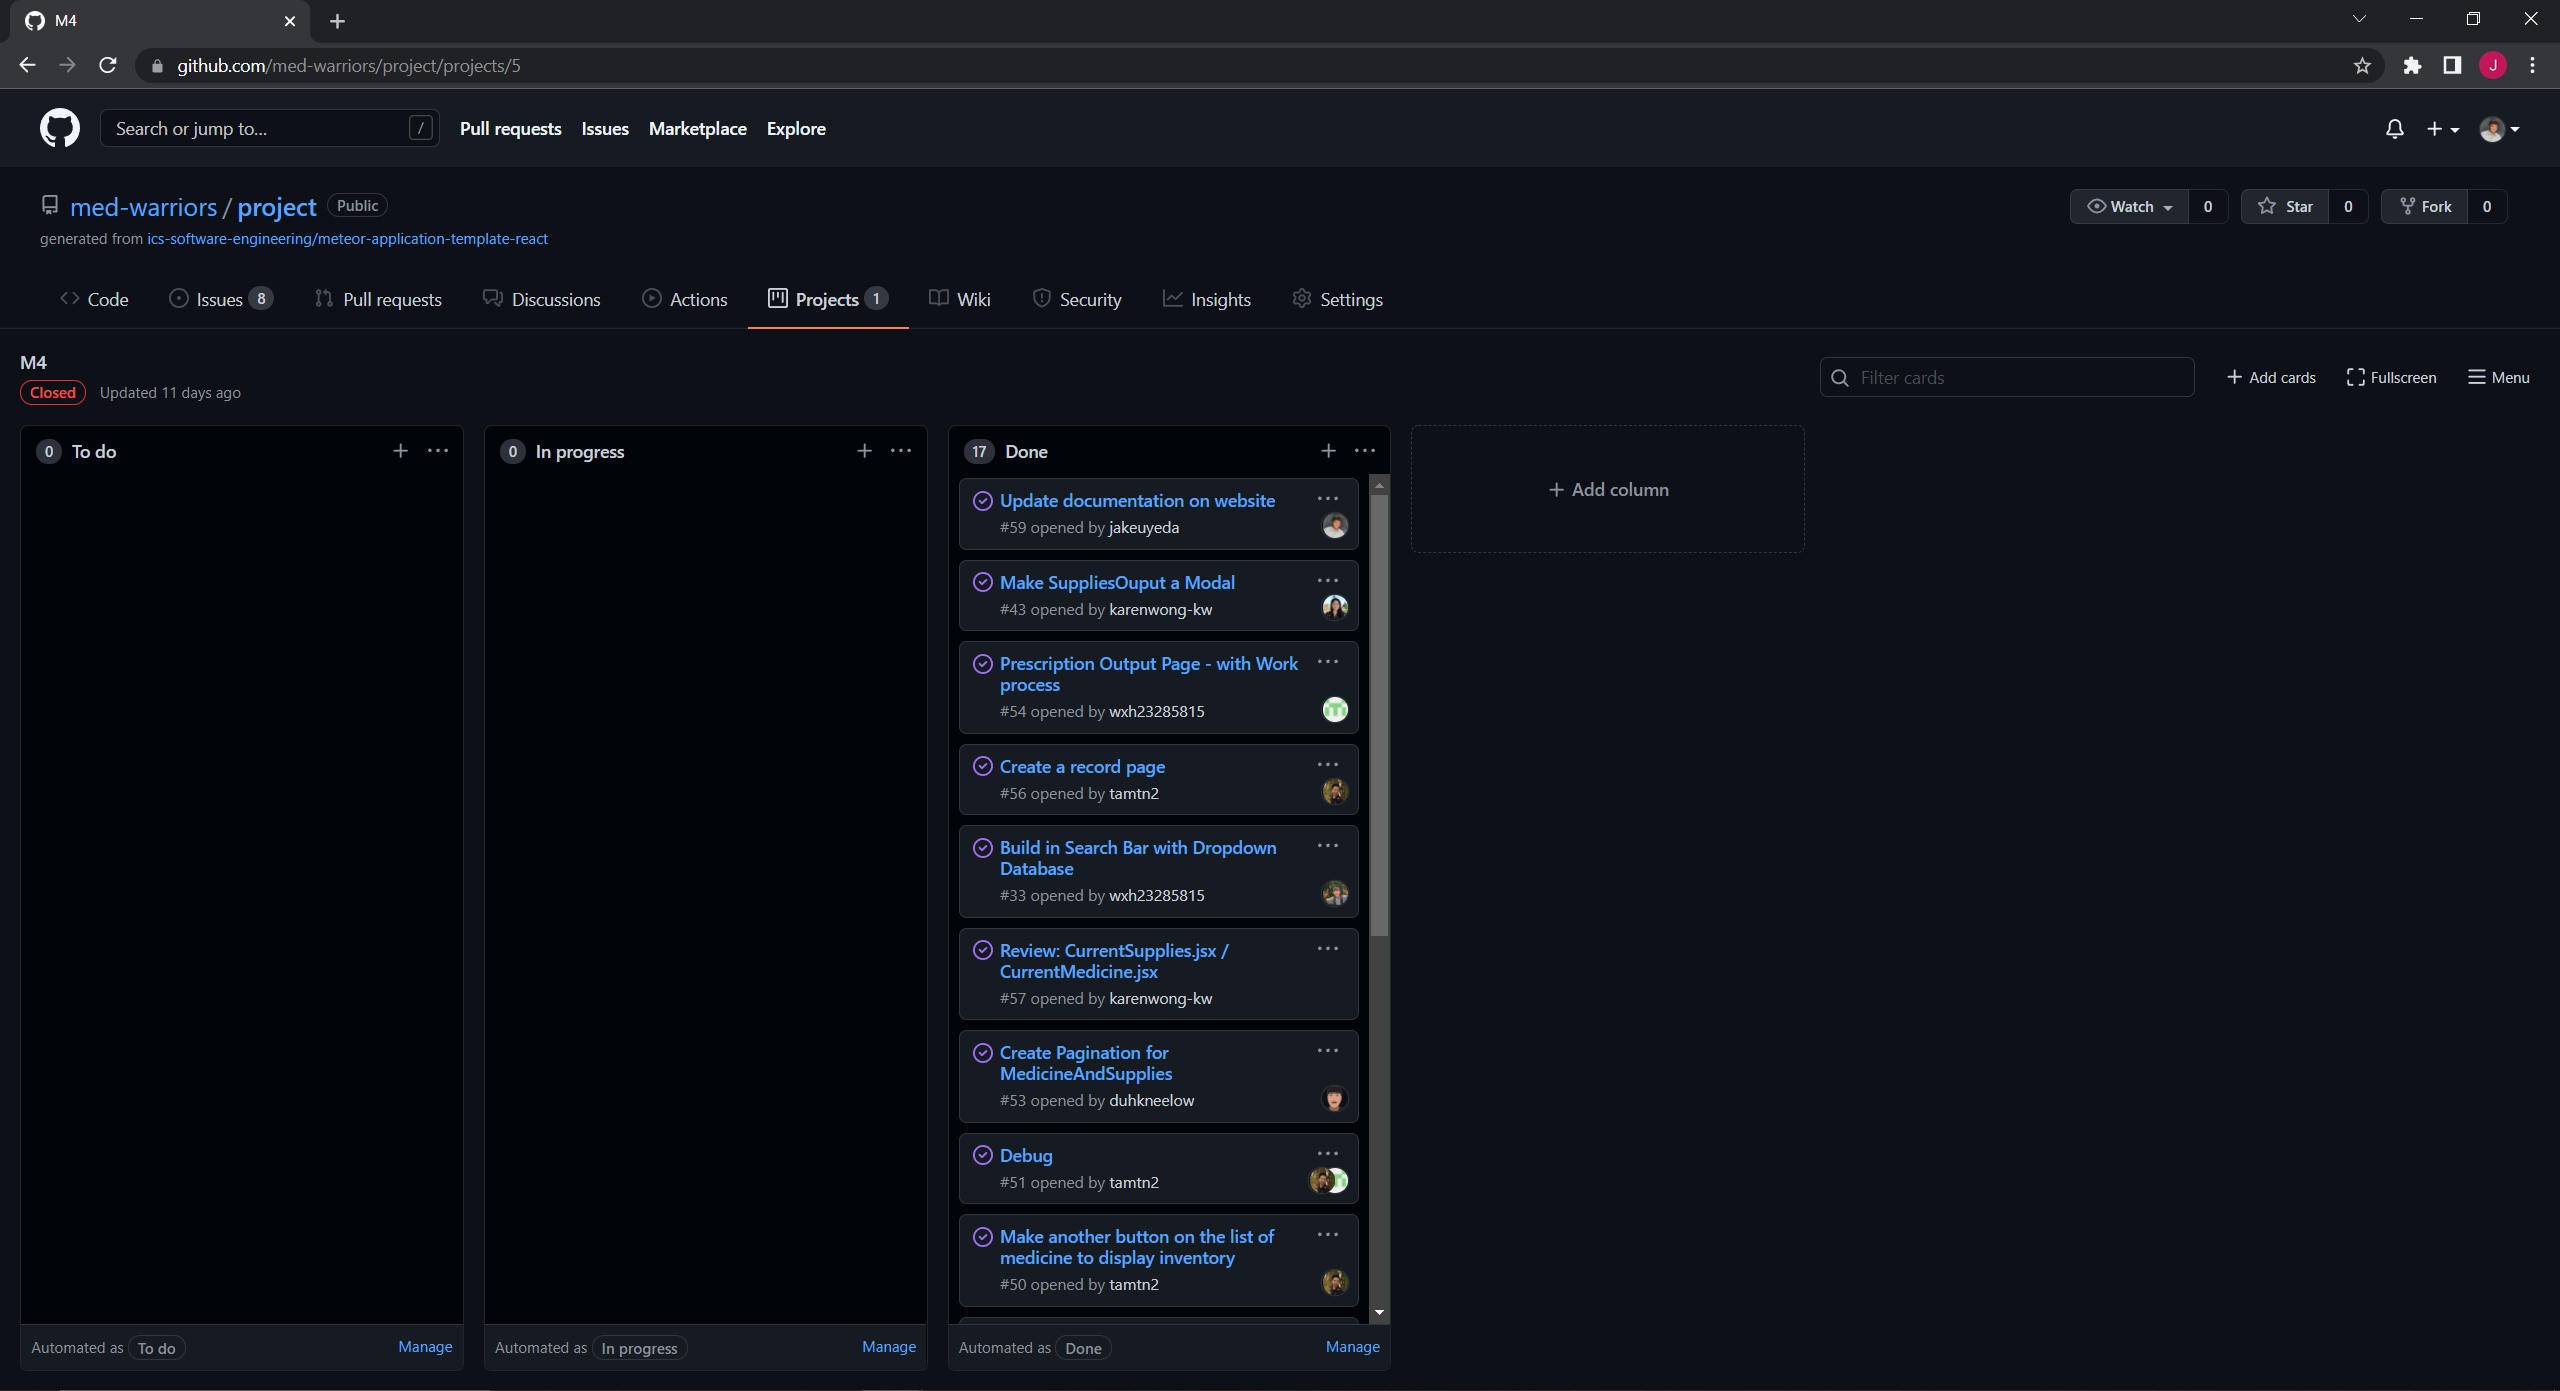 M4
github.com/med-warriors/project/projects/5
J
Search or jump to...
/
Pull requests
Issues
Marketplace
Explore
med-warriors / project
Public
Watch
0
Star
0
Fork
0
generated from ics-software-engineering/meteor-application-template-react
Code
Issues 8
Pull requests
Discussions
Actions
Projects 1
Wiki
Security
Insights
Settings
M4
Closed
Updated 11 days ago
Filter cards
Add cards
Fullscreen
Menu
0 To do
0 In progress
17 Done
Update documentation on website
#59 opened by jakeuyeda
Make SuppliesOuput a Modal
#43 opened by karenwong-kw
Prescription Output Page - with Work
process
#54 opened by wxh23285815
Create a record page
#56 opened by tamtn2
Build in Search Bar with Dropdown
Database
#33 opened by wxh23285815
Review: CurrentSupplies.jsx /
CurrentMedicine.jsx
#57 opened by karenwong-kw
Create Pagination for
MedicineAndSupplies
#53 opened by duhkneelow
Debug
#51 opened by tamtn2
Make another button on the list of
medicine to display inventory
#50 opened by tamtn2
Add column
Automated as To do
Manage
Automated as In progress
Manage
Automated as Done
Manage